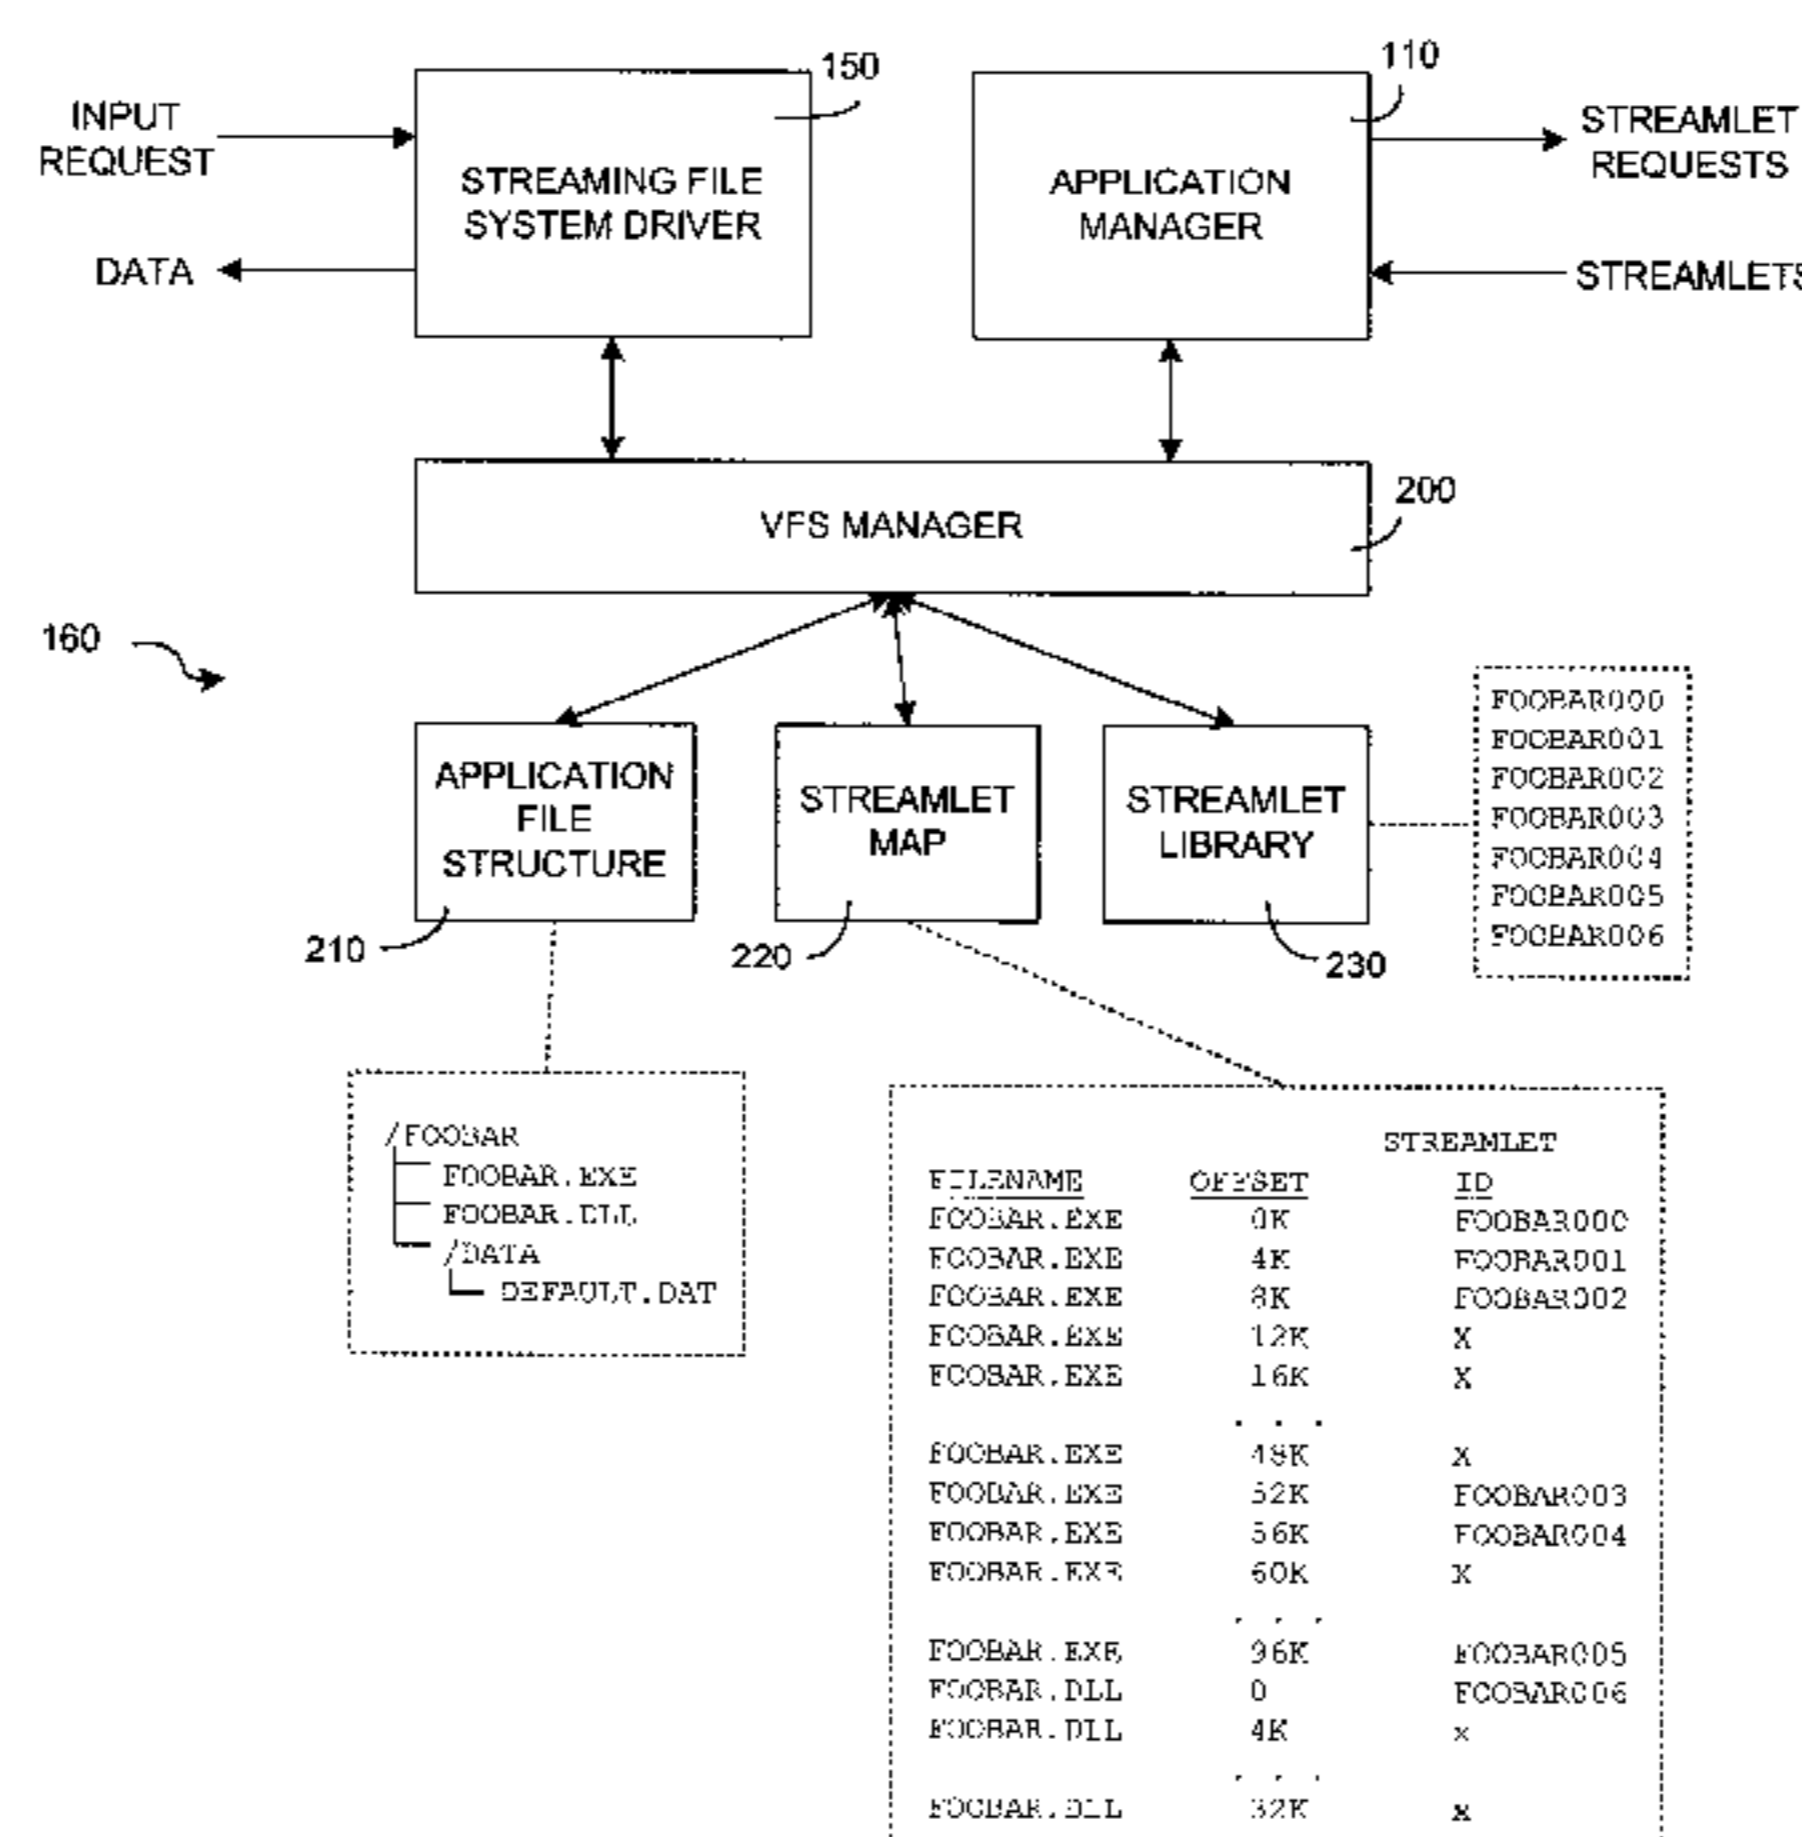 150
110
INPUT
REQUEST
DATA
STREAMING FILE
SYSTEM DRIVER
APPLICATION
MANAGER
STREAMLET
REQUESTS
STREAMLETS
VFS MANAGER
200
160
APPLICATION
FILE
STRUCTURE
210
STREAMLET
MAP
220
STREAMLET
LIBRARY
230
FOOBAR000
FOOBAR001
FOOBAR002
FOOBAR003
FOOBAR004
FOOBAR005
FOOBAR006
/FOOBAR
FOOBAR.EXE
FOOBAR.DLL
/DATA
DEFAULT.DAT
STREAMLET
FILENAME OFFSET ID
FOOBAR.EXE 0K FOOBAR000
FOOBAR.EXE 4K FOOBAR001
FOOBAR.EXE 8K FOOBAR002
FOOBAR.EXE 12K X
FOOBAR.EXE 16K X
. . .
FOOBAR.EXE 48K X
FOOBAR.EXE 52K FOOBAR003
FOOBAR.EXE 56K FOOBAR004
FOOBAR.EXE 60K X
. . .
FOOBAR.EXE 96K FOOBAR005
FOOBAR.DLL 0 FOOBAR006
FOOBAR.DLL 4K x
. . .
FOOBAR.DLL 32K x